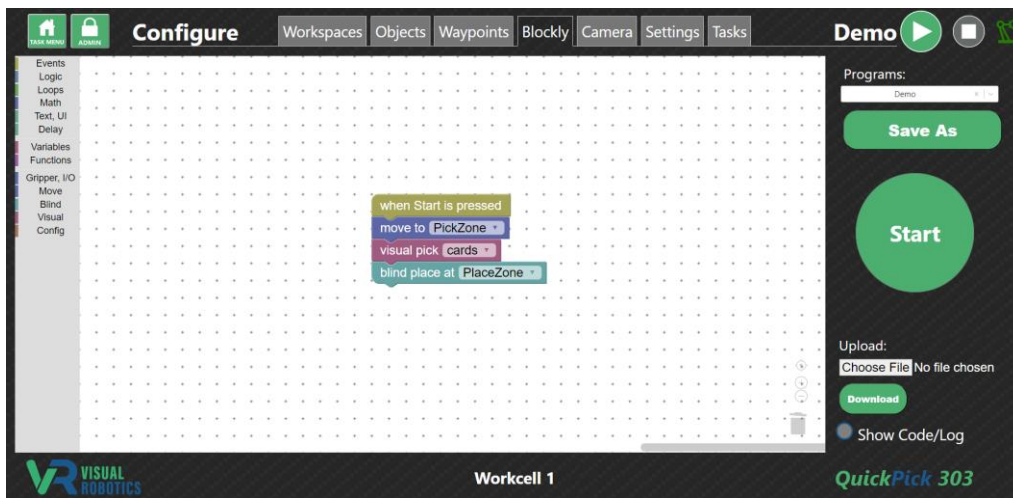 TASK MENU
ADMIN
Configure
Workspaces
Objects
Waypoints
Blockly
Camera
Settings
Tasks
Demo
Events
Logic
Loops
Math
Text, UI
Delay
Variables
Functions
Gripper, I/O
Move
Blind
Visual
Config
when Start is pressed
move to PickZone
visual pick cards
blind place at PlaceZone
Programs:
Demo
Save As
Start
Upload:
Choose File No file chosen
Download
Show Code/Log
VR VISUAL
ROBOTICS
Workcell 1
QuickPick 303